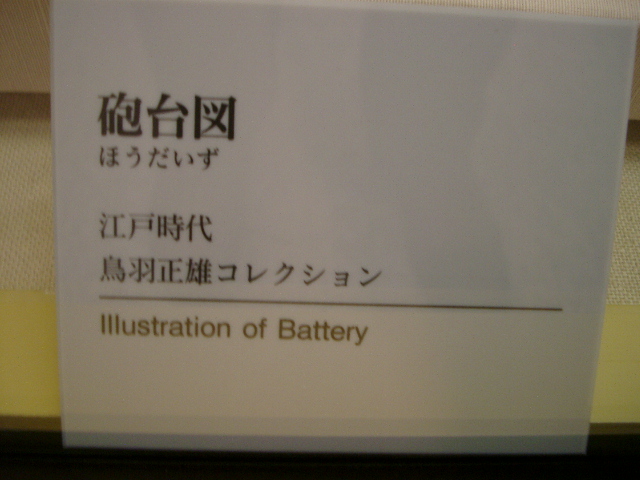 砲台図
ほうだいず
江戸時代
鳥羽正雄コレクション
Illustration of Battery